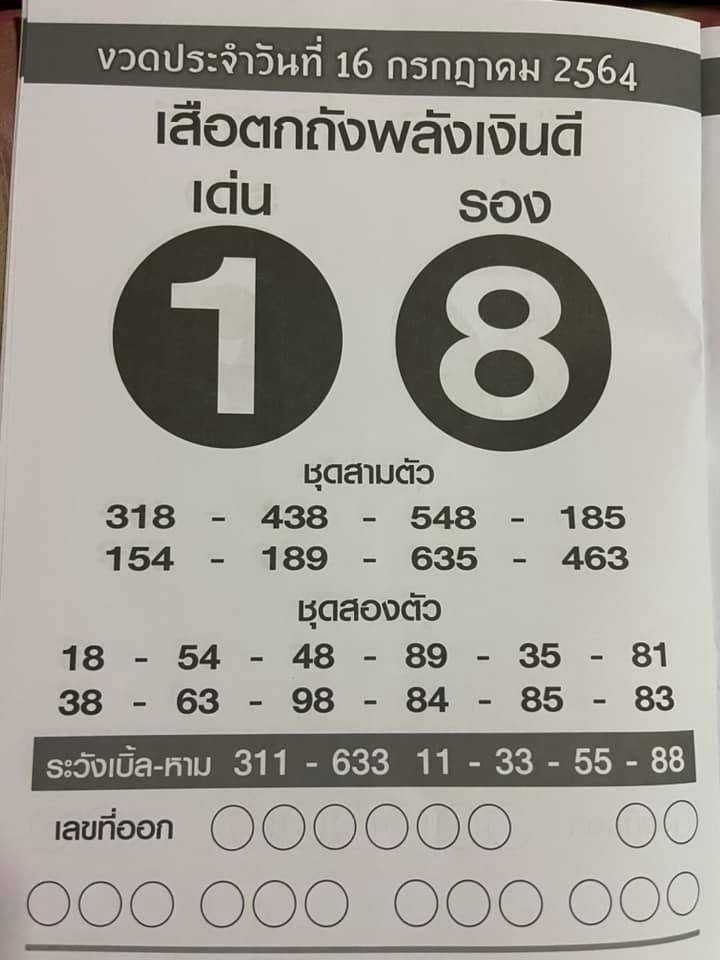 งวดประจำวันที่ 16 กรกฎาคม 2564
เสือตกถังพลังเงินดี
เด่น รอง
1 8
ชุดสามตัว
318 - 438 - 548 - 185
154 - 189 - 635 - 463
ชุดสองตัว
18 - 54 - 48 - 89 - 35 - 81
38 - 63 - 98 - 84 - 85 - 83
ระวังเบิ้ล-หาม 311 - 633 11 - 33 - 55 - 88
เลขที่ออก